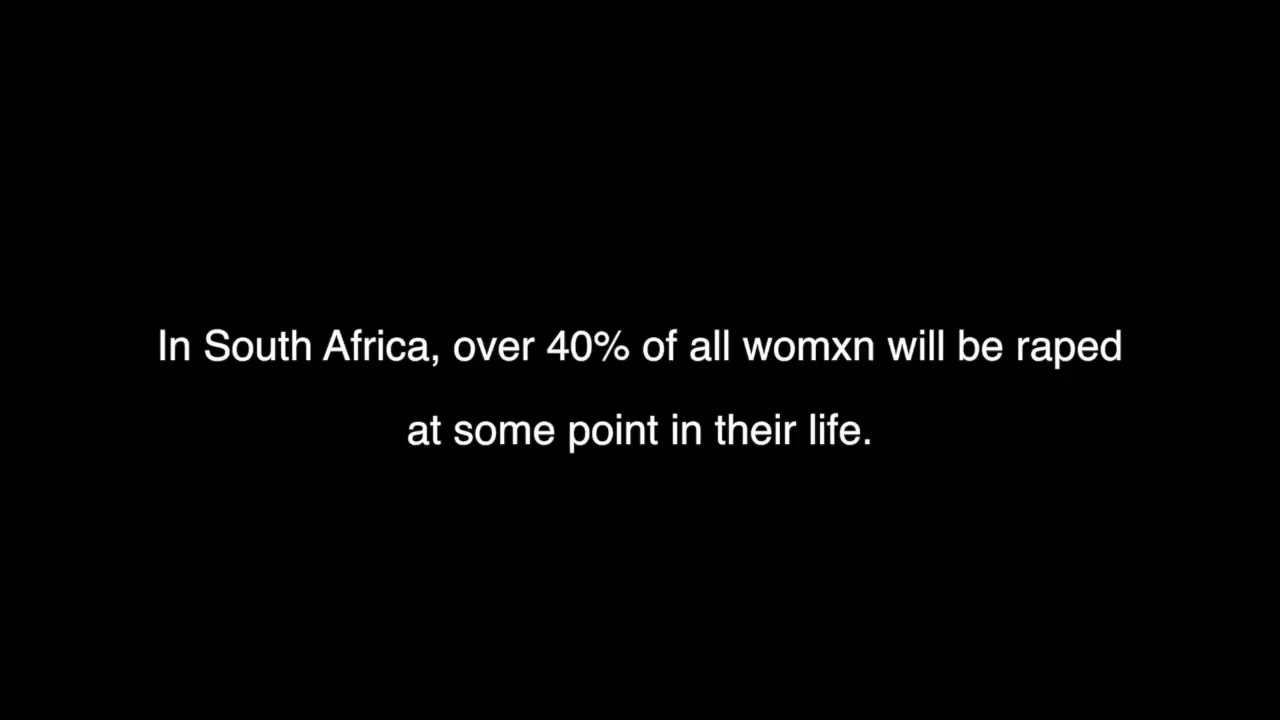 In South Africa, over 40% of all womxn will be raped
at some point in their life.